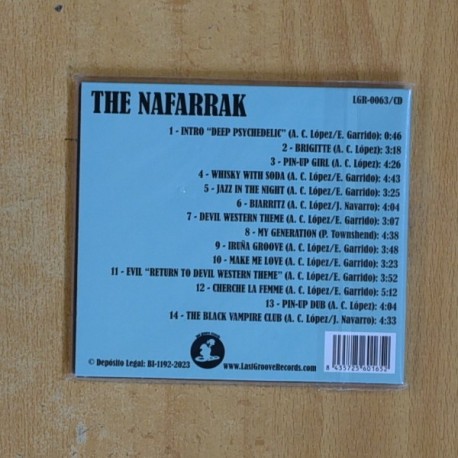 THE NAFARRAK
LGR-0063/CD
1 - INTRO "DEEP PSYCHEDELIC" (A. C. López/E. Garrido): 0:46
2 - BRIGITTE (A. C. López/E. Garrido): 3:18
3 - PIN-UP GIRL (A. C. López/E. Garrido): 4:26
4 - WHISKY WITH SODA (A. C. López/E. Garrido): 4:43
5 - JAZZ IN THE NIGHT (A. C. López/E. Garrido): 3:25
6 - BIARRITZ (A. C. López/J. Navarro): 4:04
7 - DEVIL WESTERN THEME (A. C. López/E. Garrido): 3:07
8 - MY GENERATION (P. Townshend): 4:38
9 - IRUÑA GROOVE (A. C. López/E. Garrido): 3:48
10 - MAKE ME LOVE (A. C. López/E. Garrido): 3:23
11 - EVIL "RETURN TO DEVIL WESTERN THEME" (A. C. López/E. Garrido): 3:52
12 - CHERCHE LA FEMME (A. C. López/E. Garrido): 5:12
13 - PIN-UP DUB (A. C. López): 4:04
14 - THE BLACK VAMPIRE CLUB (A. C. López/J. Navarro): 4:33
© Depósito Legal: BI-1192-2023
www.LastGrooveRecords.com
8 435725 601652